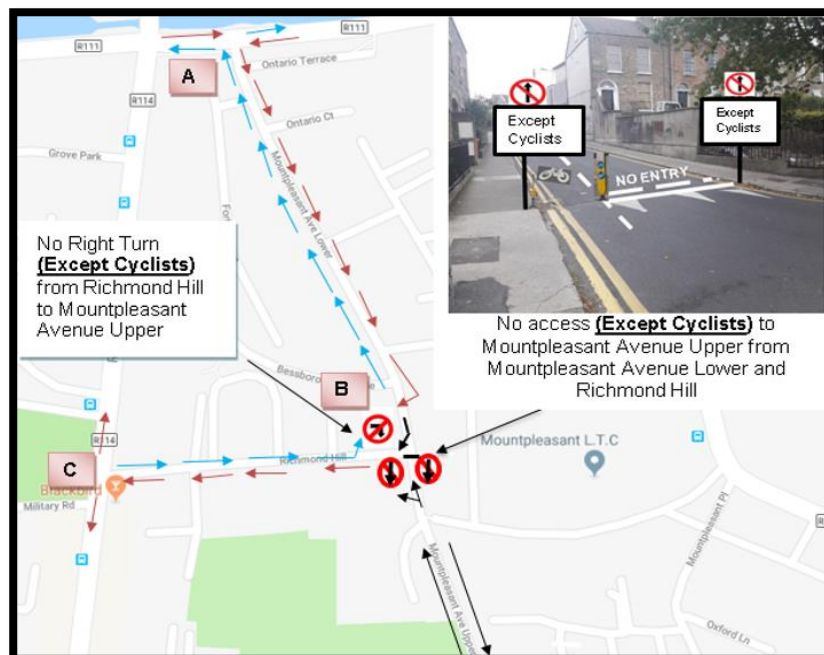 R111
R111
R111
A
R114
Ontario Terrace
Ontario Ct
Grove Park
Mountpleasant Ave Lower
No Right Turn
(Except Cyclists)
from Richmond Hill
to Mountpleasant
Avenue Upper
Except
Cyclists
Except
Cyclists
NO ENTRY
No access (Except Cyclists) to
Mountpleasant Avenue Upper from
Mountpleasant Avenue Lower and
Richmond Hill
B
C
Richmond Hill
Mountpleasant L.T.C
Blackbird
Military Rd
Mountpleasant Pl
Mountpleasant Ave Upper
Oxford Ln